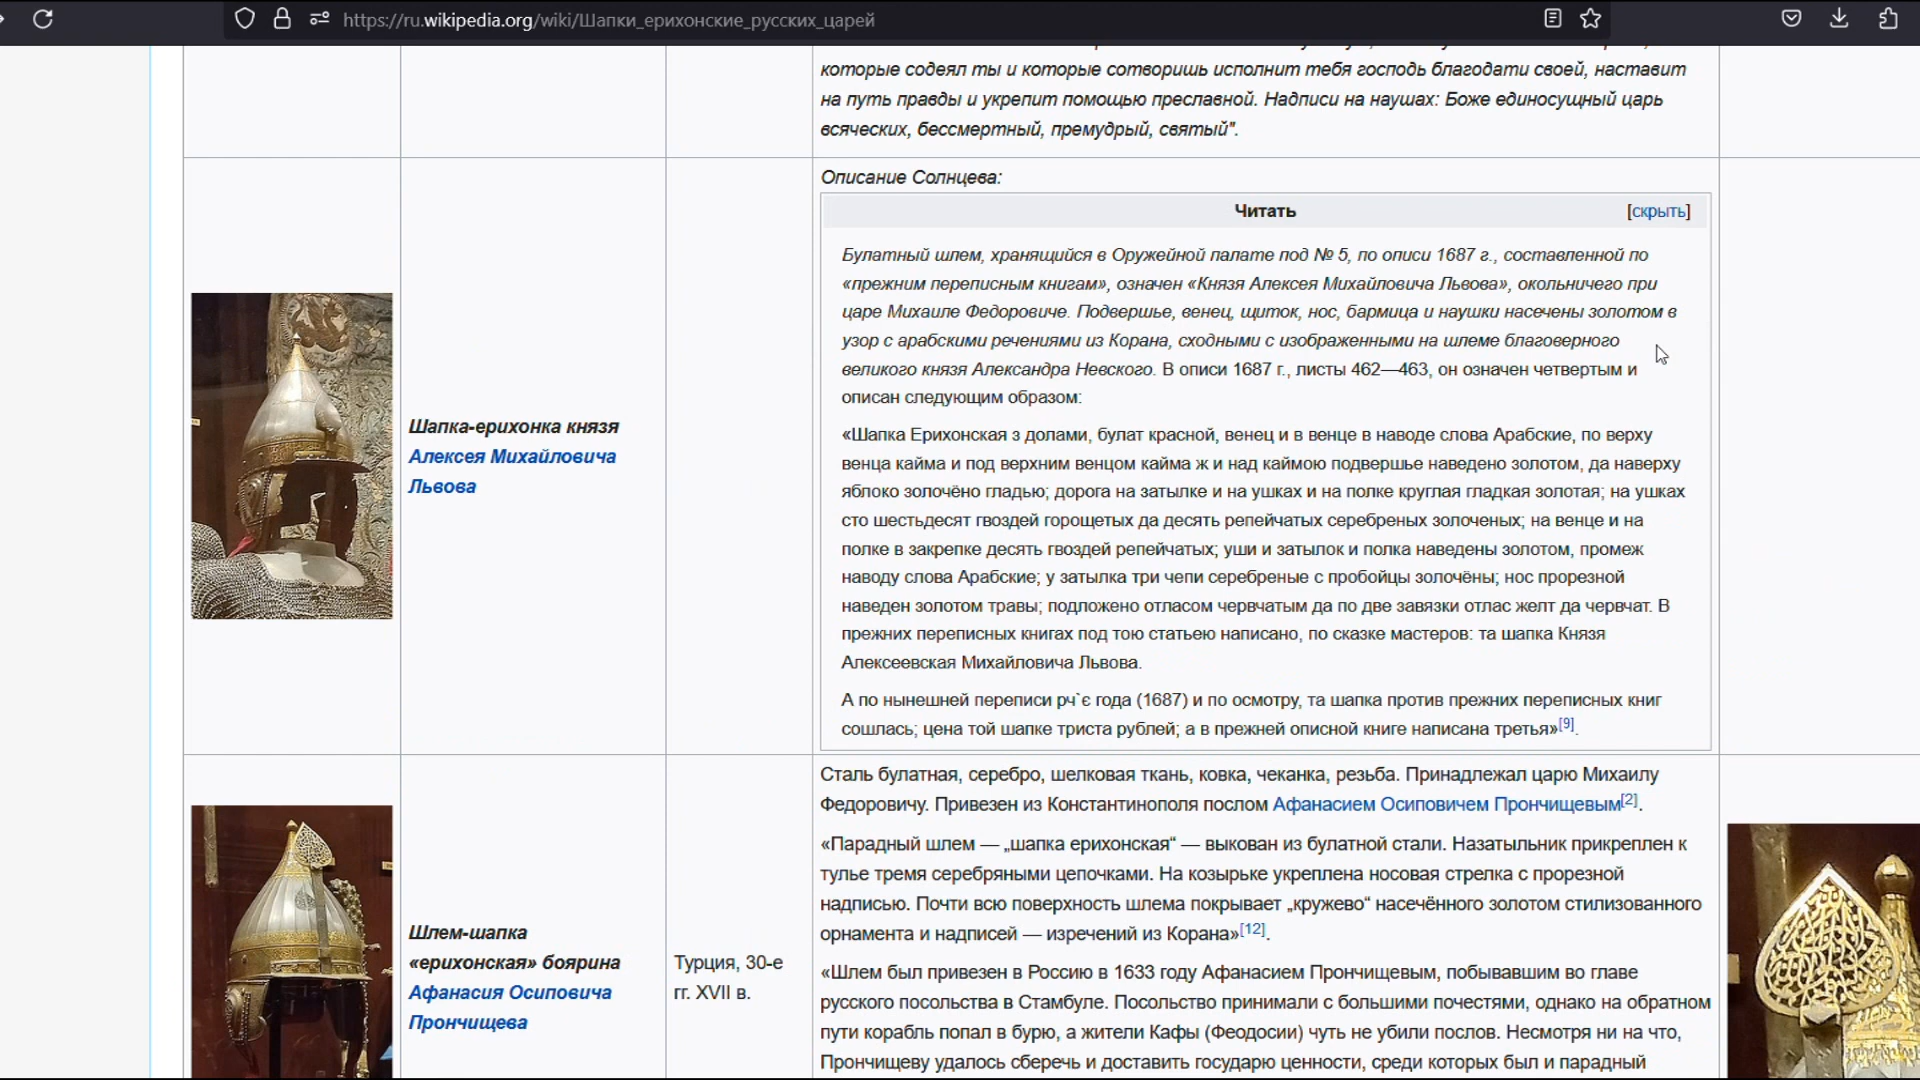 https://ru.wikipedia.org/wiki/Шапки_ерихонские_русских_царей
которые содеял ты и которые сотворишь исполнит тебя господь благодати своей, наставит
на путь правды и укрепит помощью преславной. Надписи на наушах: Боже единосущный царь
всяческих, бессмертный, премудрый, святый".
Шапка-ерихонка князя
Алексея Михайловича
Львова
Описание Солнцева:
Читать
[скрыть]
Булатный шлем, хранящийся в Оружейной палате под № 5, по описи 1687 г., составленной по
«прежним переписным книгам», означен «Князя Алексея Михайловича Львова», окольничего при
царе Михаиле Федоровиче. Подвершье, венец, щиток, нос, бармица и наушки насечены золотом в
узор с арабскими речениями из Корана, сходными с изображенными на шлеме благоверного
великого князя Александра Невского. В описи 1687 г., листы 462—463, он означен четвертым и
описан следующим образом:
«Шапка Ерихонская з долами, булат красной, венец и в венце в наводе слова Арабские, по верху
венца кайма и под верхним венцом кайма ж и над каймою подвершье наведено золотом, да наверху
яблоко золочёно гладью; дорога на затылке и на ушках и на полке круглая гладкая золотая; на ушках
сто шестьдесят гвоздей горощетых да десять репейчатых серебреных золоченых; на венце и на
полке в закрепке десять гвоздей репейчатых; уши и затылок и полка наведены золотом, промеж
наводу слова Арабские; у затылка три чепи серебреные с пробойцы золочёны; нос прорезной
наведен золотом травы; подложено отласом червчатым да по две завязки отлас желт да червчат. В
прежних переписных книгах под тою статьею написано, по сказке мастеров: та шапка Князя
Алексеевская Михайловича Львова.
А по нынешней переписи рч`є года (1687) и по осмотру, та шапка против прежних переписных книг
сошлась; цена той шапке триста рублей; а в прежней описной книге написана третья»[9].
Шлем-шапка
«ерихонская» боярина
Афанасия Осиповича
Прончищева
Турция, 30-е
гг. XVII в.
Сталь булатная, серебро, шелковая ткань, ковка, чеканка, резьба. Принадлежал царю Михаилу
Федоровичу. Привезен из Константинополя послом Афанасием Осиповичем Прончищевым[2].
«Парадный шлем — „шапка ерихонская“ — выкован из булатной стали. Назатыльник прикреплен к
тулье тремя серебряными цепочками. На козырьке укреплена носовая стрелка с прорезной
надписью. Почти всю поверхность шлема покрывает „кружево“ насечённого золотом стилизованного
орнамента и надписей — изречений из Корана»[12].
«Шлем был привезен в Россию в 1633 году Афанасием Прончищевым, побывавшим во главе
русского посольства в Стамбуле. Посольство принимали с большими почестями, однако на обратном
пути корабль попал в бурю, а жители Кафы (Феодосии) чуть не убили послов. Несмотря ни на что,
Прончищеву удалось сберечь и доставить государю ценности, среди которых был и парадный